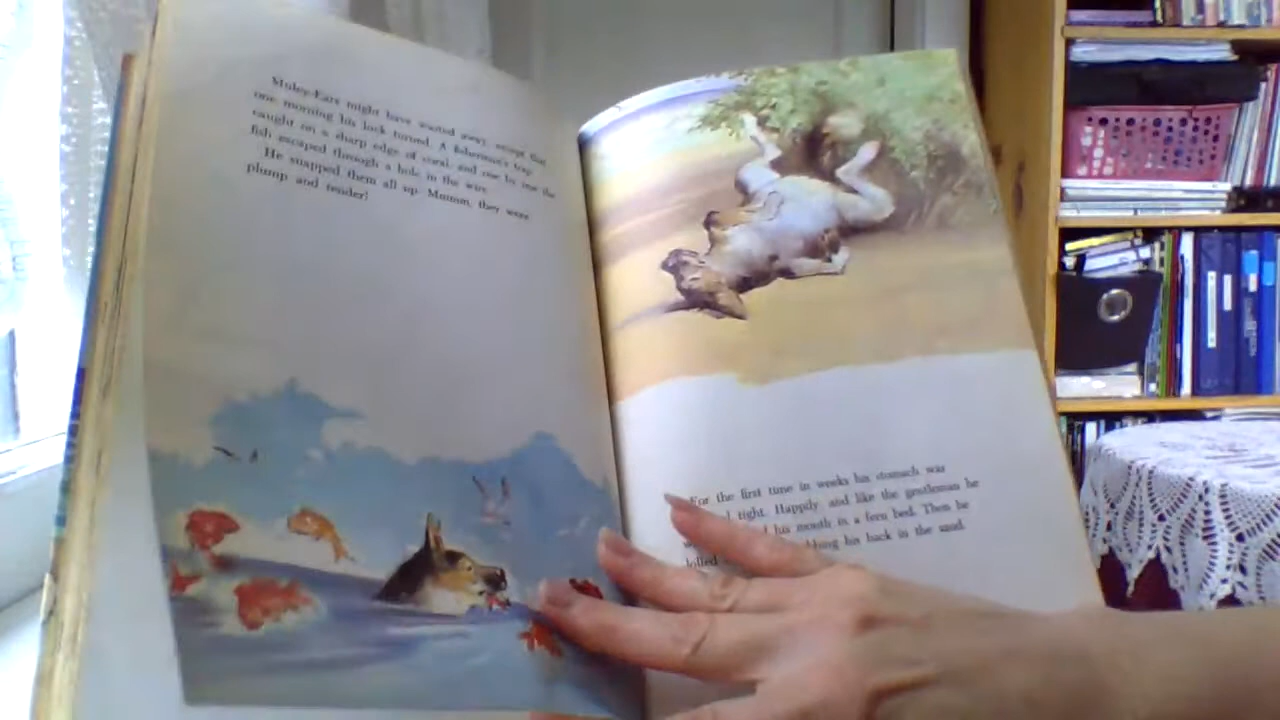 Muley-Ears might have wasted away, except that
one morning his luck turned. A fisherman's trap
caught on a sharp edge of coral, and one by one the
fish escaped through a hole in the wire.
He snapped them all up. Mmmm, they were
plump and tender!
For the first time in weeks his stomach was
tight. Happily, and like the gentleman he
his mouth in a fern bed. Then he
lolled his back in the sand.